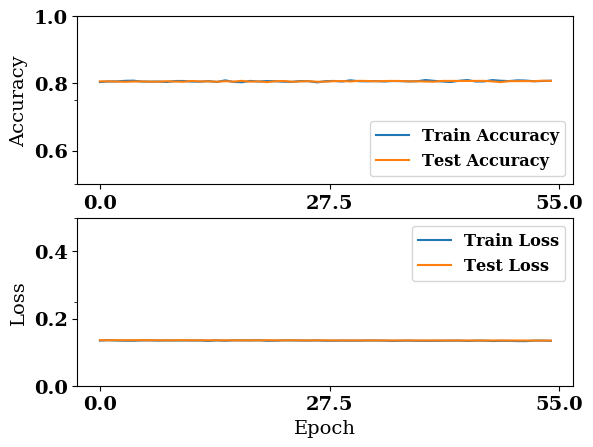 1.0
0.8
0.6
Accuracy
Train Accuracy
Test Accuracy
0.0 27.5 55.0
0.4
0.2
0.0
Loss
Train Loss
Test Loss
0.0 27.5 55.0
Epoch